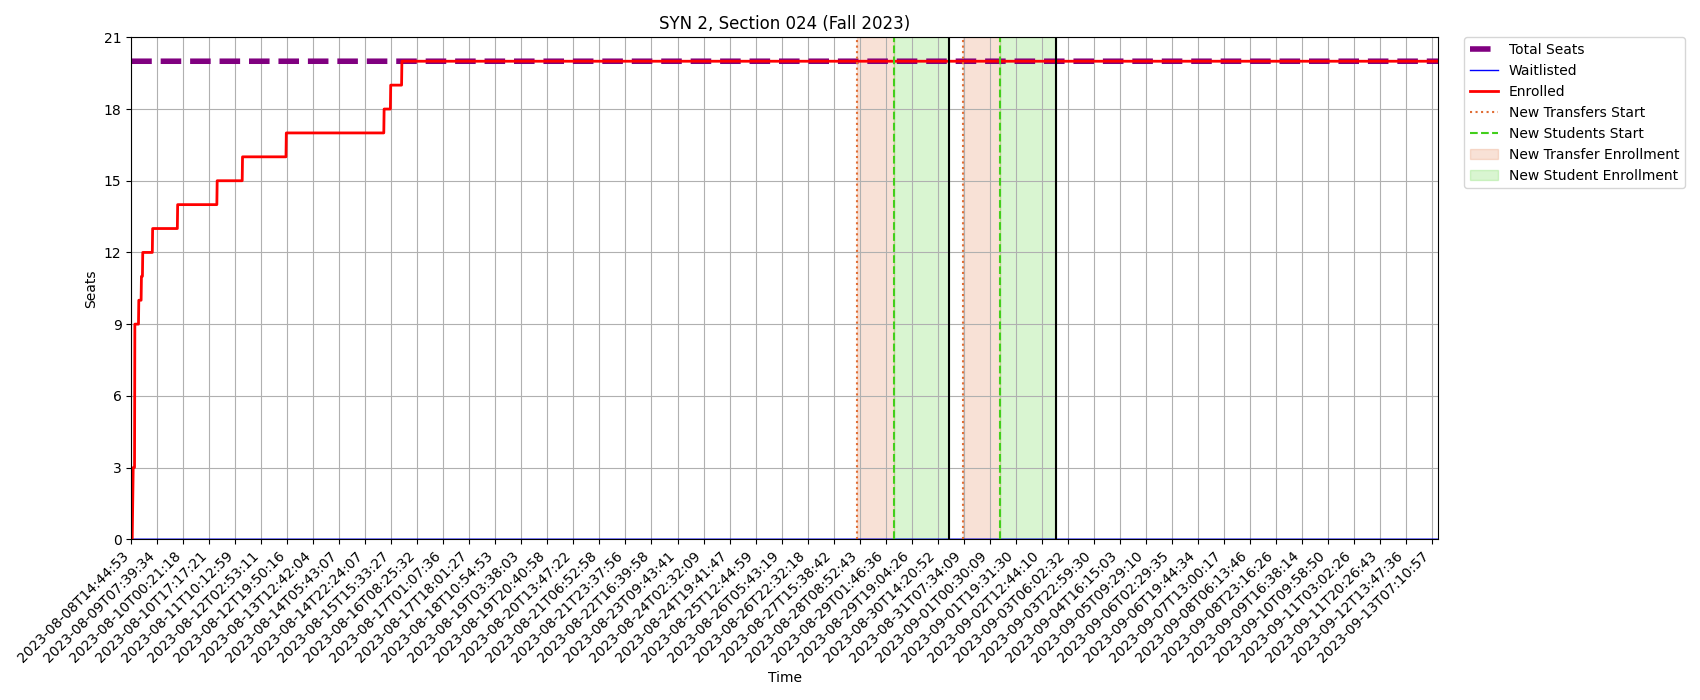 SYN 2, Section 024 (Fall 2023)
21
18
15
12
9
6
3
0
Seats
2023-08-08T14:44:53
2023-08-09T07:39:34
2023-08-10T00:21:18
2023-08-10T17:17:21
2023-08-11T10:12:59
2023-08-12T02:53:11
2023-08-12T19:50:16
2023-08-13T12:42:04
2023-08-14T05:43:07
2023-08-14T22:24:07
2023-08-15T15:33:27
2023-08-16T08:25:32
2023-08-17T01:07:36
2023-08-17T18:01:27
2023-08-18T10:54:53
2023-08-19T03:38:03
2023-08-19T20:40:58
2023-08-20T13:47:22
2023-08-21T06:52:58
2023-08-21T23:37:56
2023-08-22T16:39:58
2023-08-23T09:43:41
2023-08-24T02:32:09
2023-08-24T19:41:47
2023-08-25T12:44:59
2023-08-26T05:43:19
2023-08-26T22:32:18
2023-08-27T15:38:42
2023-08-28T08:52:43
2023-08-29T01:46:36
2023-08-29T19:04:26
2023-08-30T14:20:52
2023-08-31T07:34:09
2023-09-01T00:30:09
2023-09-01T19:31:30
2023-09-02T12:44:10
2023-09-03T06:02:32
2023-09-03T22:59:30
2023-09-04T16:15:03
2023-09-05T09:29:10
2023-09-06T02:29:35
2023-09-06T19:44:34
2023-09-07T13:00:17
2023-09-08T06:13:46
2023-09-08T23:16:26
2023-09-09T16:38:14
2023-09-10T09:58:50
2023-09-11T03:02:26
2023-09-11T20:26:43
2023-09-12T13:47:36
2023-09-13T07:10:57
Time
Total Seats
Waitlisted
Enrolled
New Transfers Start
New Students Start
New Transfer Enrollment
New Student Enrollment